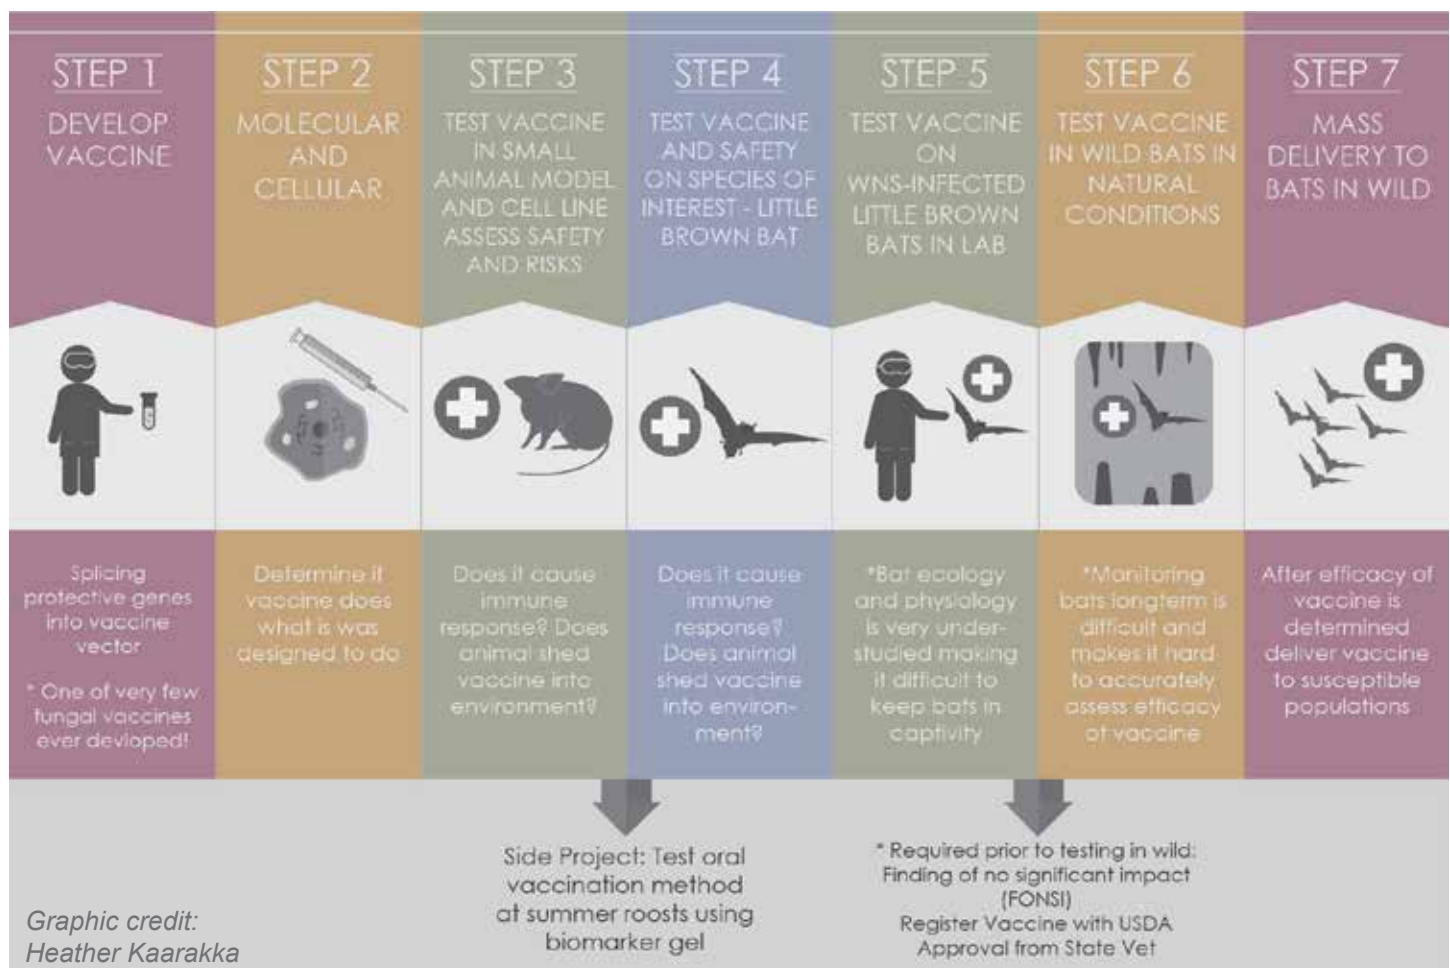 STEP 1
DEVELOP
VACCINE
STEP 2
MOLECULAR
AND
CELLULAR
STEP 3
TEST VACCINE
IN SMALL
ANIMAL MODEL
AND CELL LINE
ASSESS SAFETY
AND RISKS
STEP 4
TEST VACCINE
AND SAFETY
ON SPECIES OF
INTEREST - LITTLE
BROWN BAT
STEP 5
TEST VACCINE
ON
WNS-INFECTED
LITTLE BROWN
BATS IN LAB
STEP 6
TEST VACCINE
IN WILD BATS IN
NATURAL
CONDITIONS
STEP 7
MASS
DELIVERY TO
BATS IN WILD
Splicing
protective genes
into vaccine
vector
* One of very few
fungal vaccines
ever devloped!
Determine if
vaccine does
what is was
designed to do
Does it cause
immune
response? Does
animal shed
vaccine into
environment?
Does it cause
immune
response?
Does animal
shed vaccine
into environ-
ment?
*Bat ecology
and physiology
is very under-
studied making
it difficult to
keep bats in
captivity
*Monitoring
bats longterm is
difficult and
makes it hard
to accurately
assess efficacy
of vaccine
After efficacy of
vaccine is
determined
deliver vaccine
to susceptible
populations
Side Project: Test oral
vaccination method
at summer roosts using
biomarker gel
* Required prior to testing in wild:
Finding of no significant impact
(FONSI)
Register Vaccine with USDA
Approval from State Vet
Graphic credit:
Heather Kaarakka